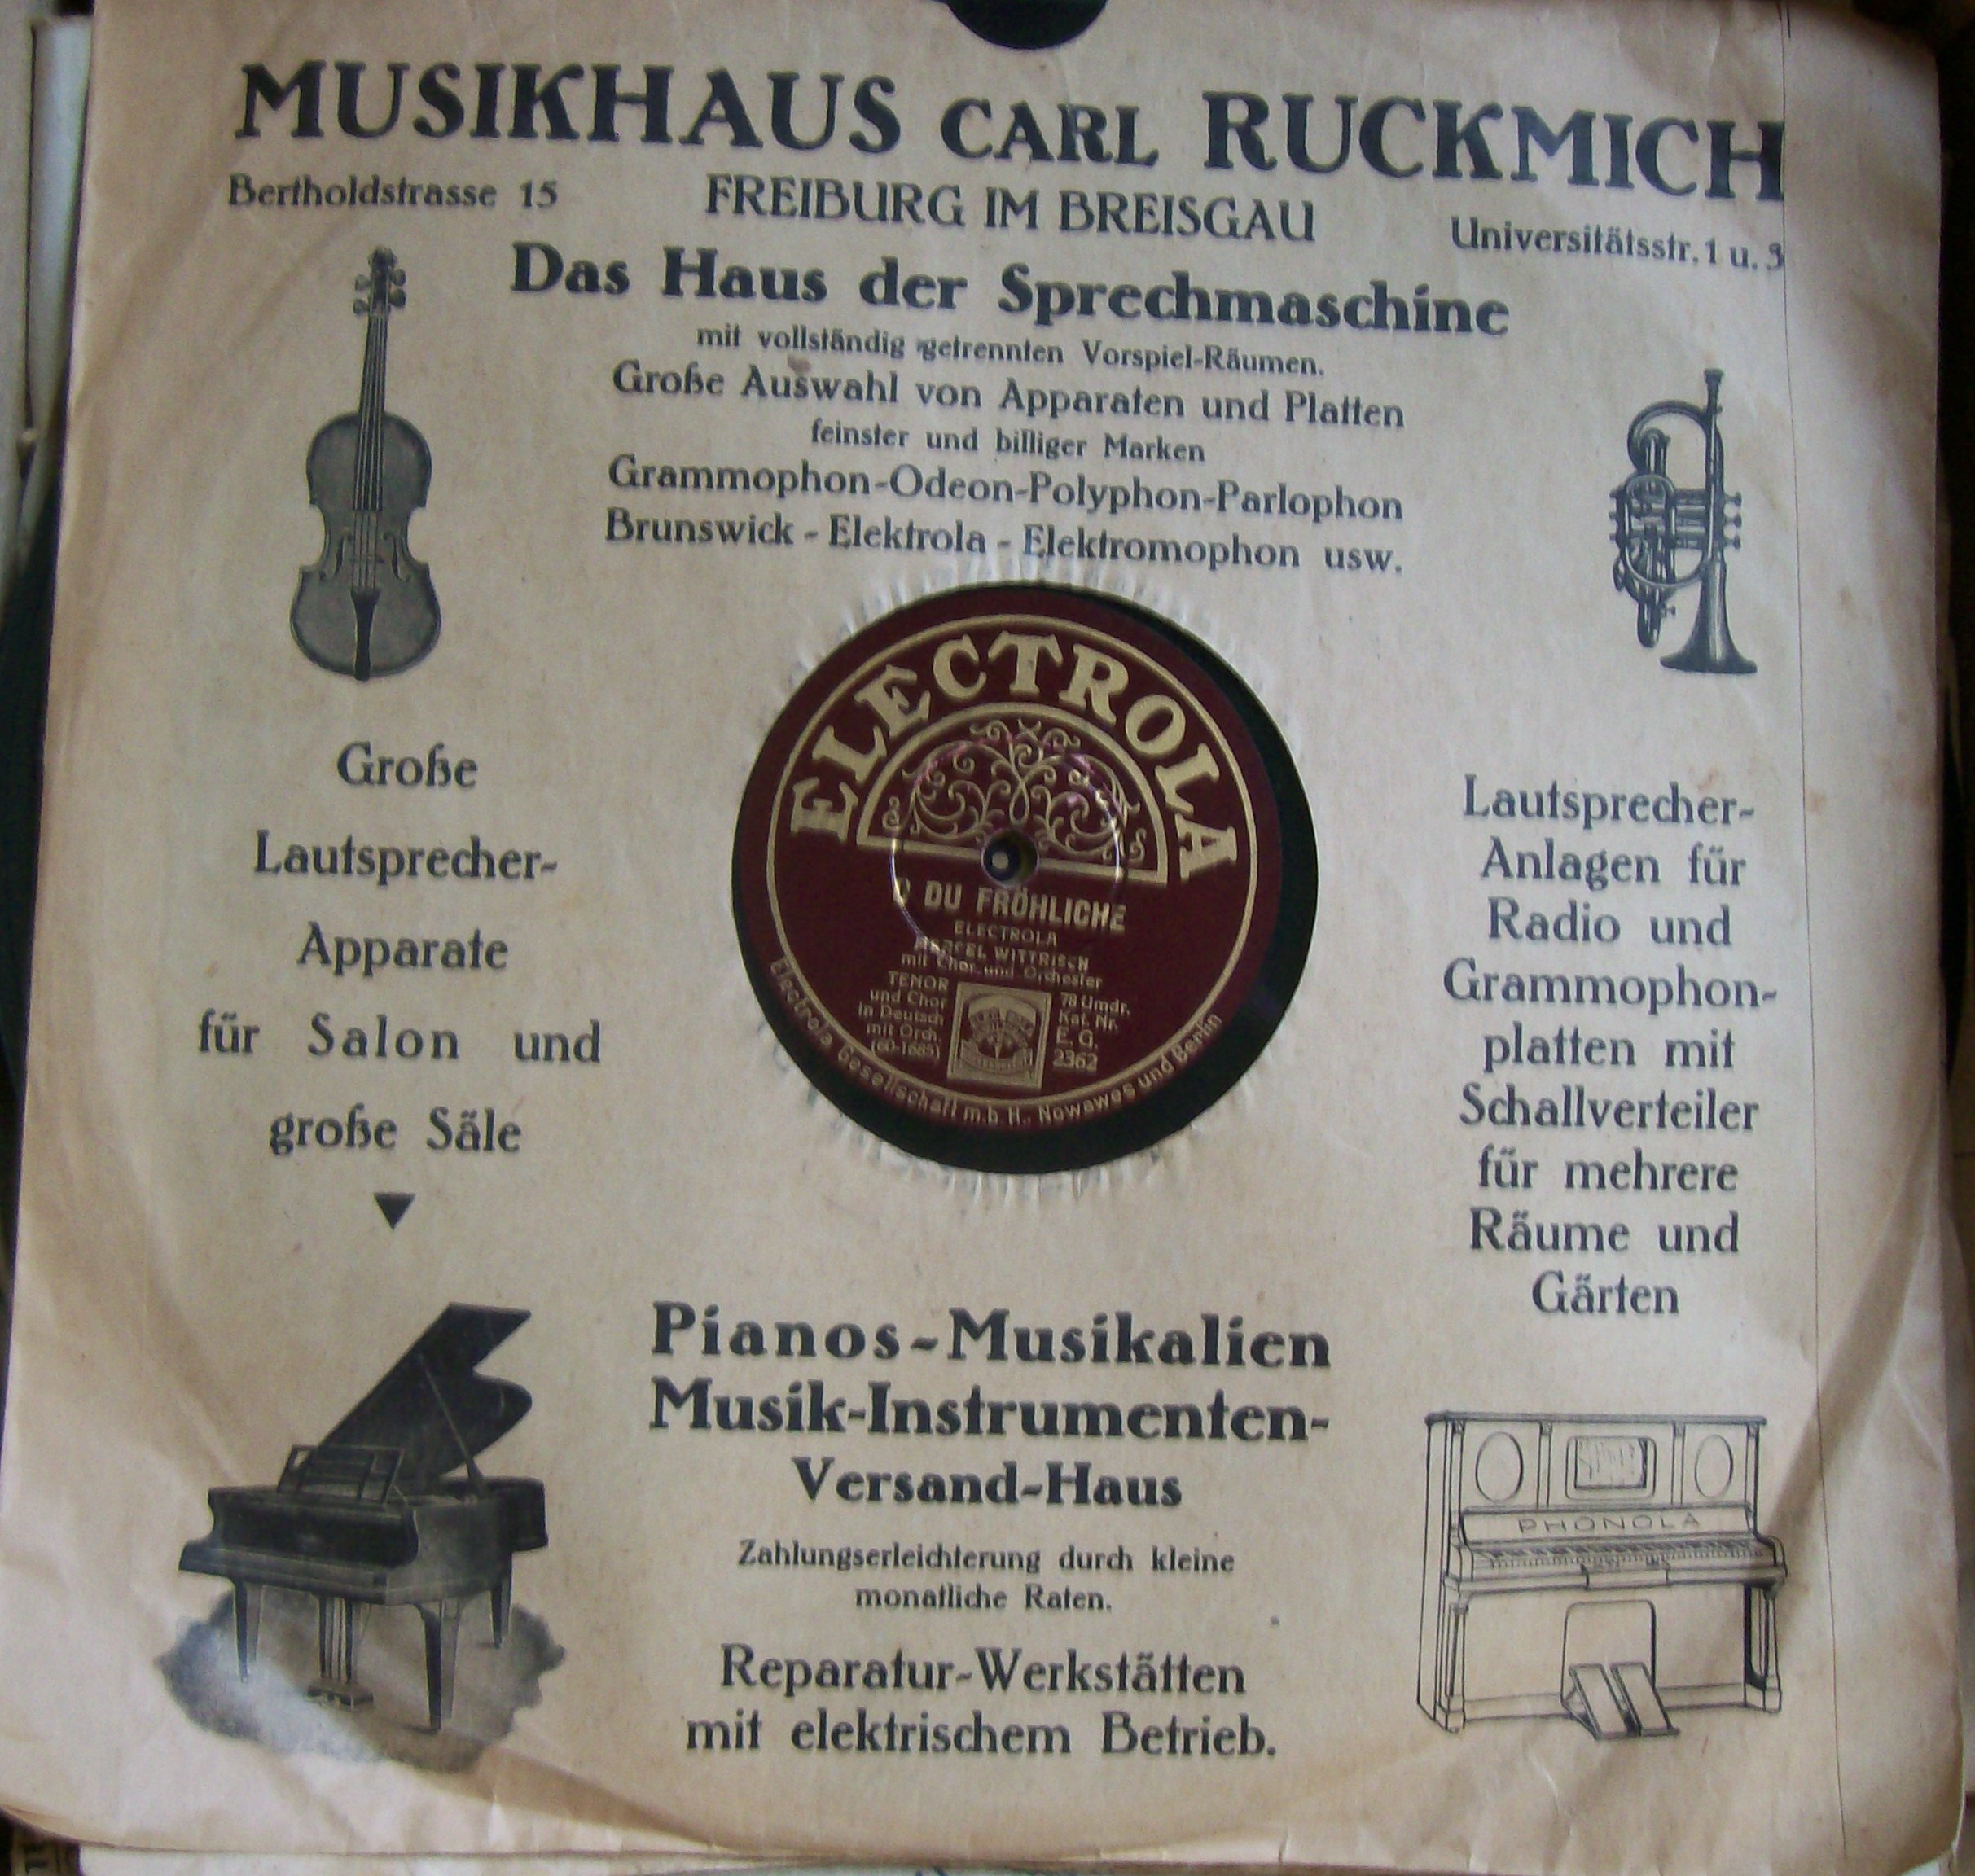 MUSIKHAUS CARL RUCKMICH
Bertholdstrasse 15 FREIBURG IM BREISGAU Universitätsstr. 1 u. 3
Das Haus der Sprechmaschine
mit vollständig getrennten Vorspiel-Räumen.
Große Auswahl von Apparaten und Platten
feinster und billiger Marken
Grammophon-Odeon-Polyphon-Parlophon
Brunswick - Elektrola - Elektromophon usw.
Große
Lautsprecher-
Apparate
für Salon und
große Säle
ELECTROLA
O DU FRÖHLICHE
ELECTROLA
MARCEL WITTRISCH
mit Chor und Orchester
TENOR
und Chor
in Deutsch
mit Orch.
(60-1685)
78 Umdr.
Kat. Nr.
E. G.
2362
Electrola Gesellschaft m.b.H., Nowawes und Berlin
Lautsprecher-
Anlagen für
Radio und
Grammophon-
platten mit
Schallverteiler
für mehrere
Räume und
Gärten
Pianos-Musikalien
Musik-Instrumenten-
Versand-Haus
Zahlungserleichterung durch kleine
monatliche Raten.
Reparatur-Werkstätten
mit elektrischem Betrieb.
PHONOLA